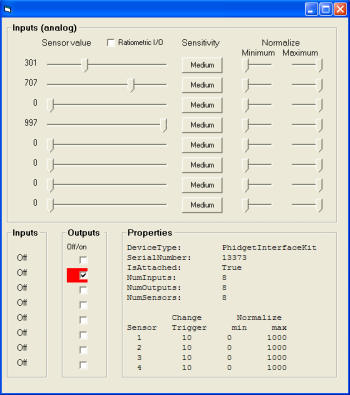 Inputs (analog)
Sensor value Ratiometric I/O Sensitivity Normalize
Minimum Maximum
301 Medium
707 Medium
0 Medium
997 Medium
0 Medium
0 Medium
0 Medium
0 Medium
Inputs
Off
Off
Off
Off
Off
Off
Off
Off
Outputs
Off/on
Properties
DeviceType: PhidgetInterfaceKit
SerialNumber: 13373
IsAttached: True
NumInputs: 8
NumOutputs: 8
NumSensors: 8
Change Normalize
Sensor Trigger min max
1 10 0 1000
2 10 0 1000
3 10 0 1000
4 10 0 1000